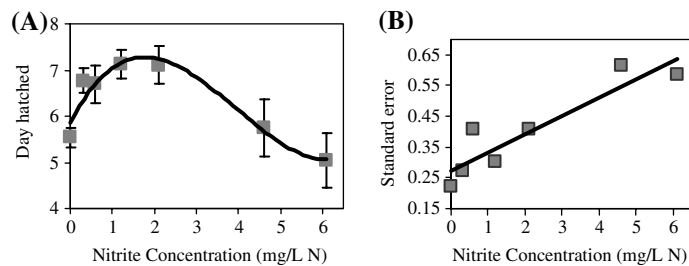 (A)
8
7
6
5
4
Day hatched
0 1 2 3 4 5 6
Nitrite Concentration (mg/L N)
(B)
0.65
0.55
0.45
0.35
0.25
0.15
Standard error
0 1 2 3 4 5 6
Nitrite Concentration (mg/L N)